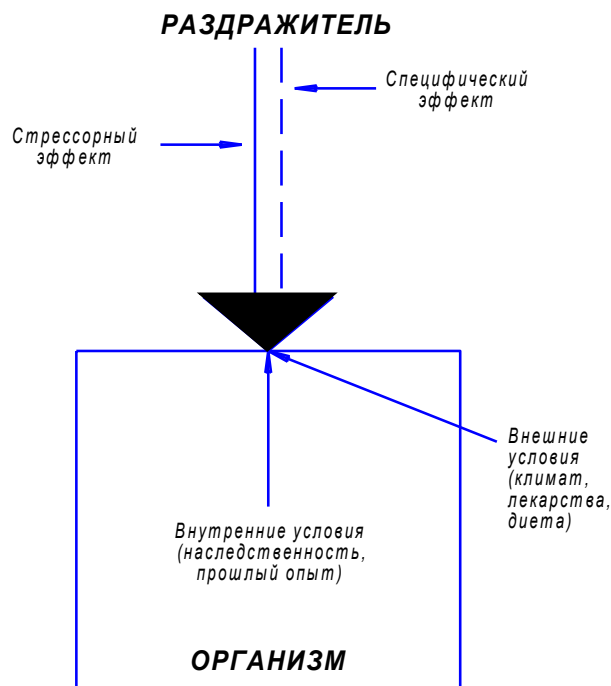 РАЗДРАЖИТЕЛЬ
Специфический
эффект
Стрессорный
эффект
Внешние
условия
(климат,
лекарства,
диета)
Внутренние условия
(наследственность,
прошлый опыт)
ОРГАНИЗМ